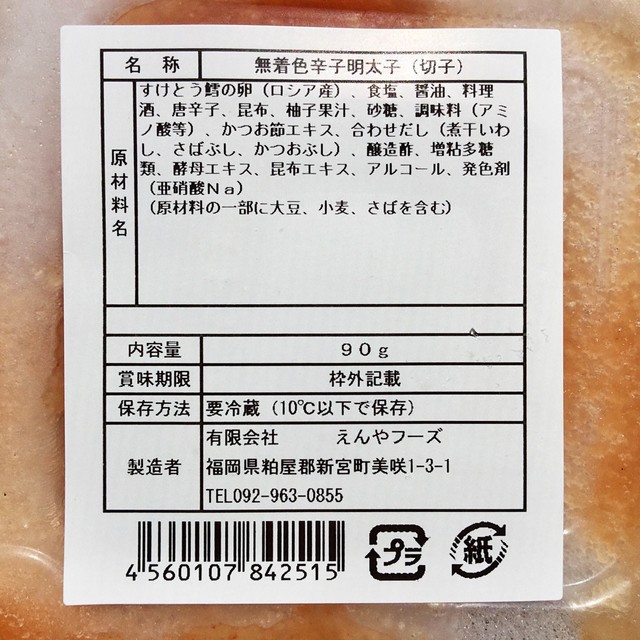 名 称 無着色辛子明太子（切子）
原材料名
すけとう鱈の卵（ロシア産）、食塩、醤油、料理
酒、唐辛子、昆布、柚子果汁、砂糖、調味料（アミ
ノ酸等）、かつお節エキス、合わせだし（煮干いわ
し、さばぶし、かつおぶし）、醸造酢、増粘多糖
類、酵母エキス、昆布エキス、アルコール、発色剤
（亜硝酸Ｎａ）
（原材料の一部に大豆、小麦、さばを含む）
内容量 ９０ｇ
賞味期限 枠外記載
保存方法 要冷蔵（10℃以下で保存）
製造者 有限会社 えんやフーズ
福岡県粕屋郡新宮町美咲1-3-1
TEL092-963-0855
4 560107 842515
プラ
紙